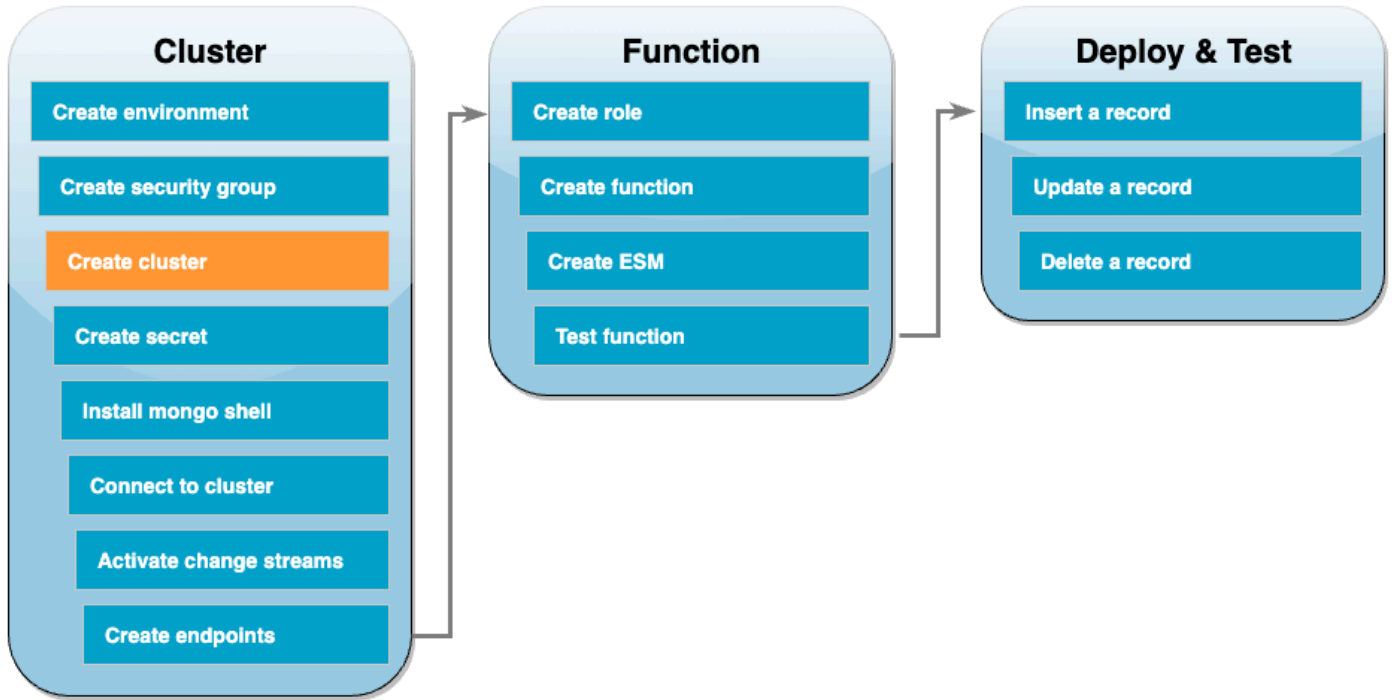 Cluster
Create environment
Create security group
Create cluster
Create secret
Install mongo shell
Connect to cluster
Activate change streams
Create endpoints
Function
Create role
Create function
Create ESM
Test function
Deploy & Test
Insert a record
Update a record
Delete a record